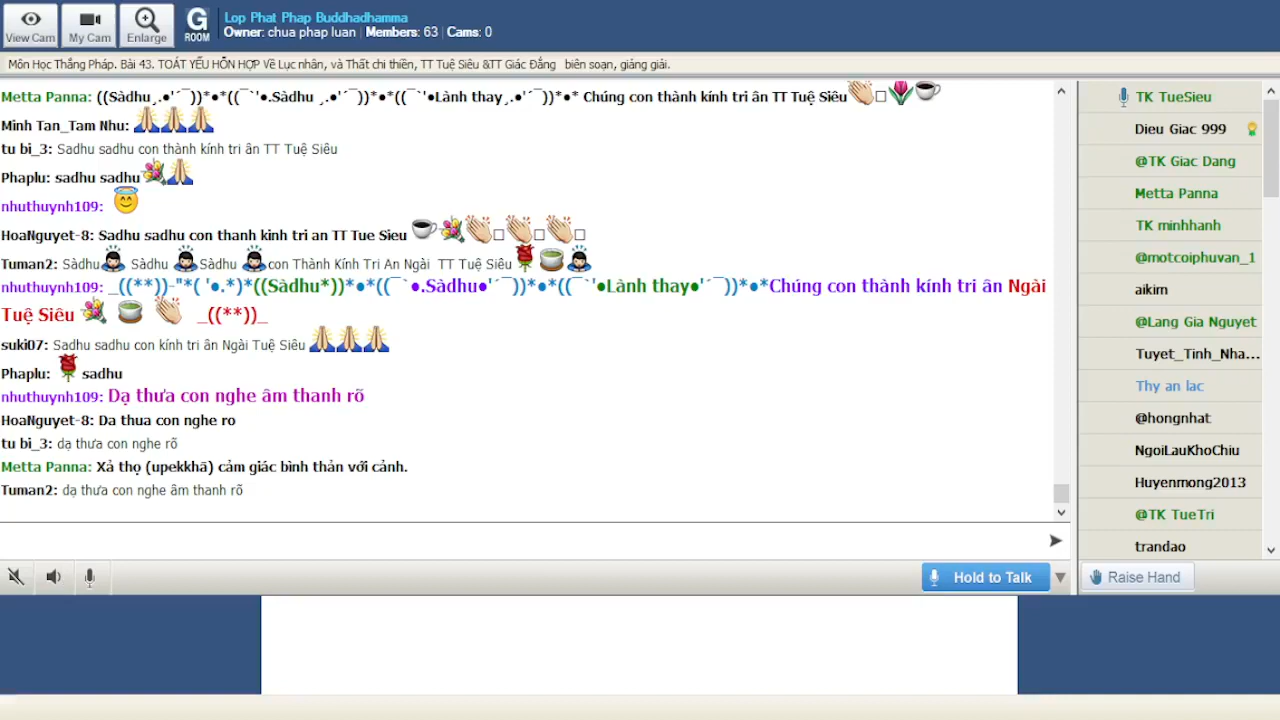 View Cam
My Cam
Enlarge
G
ROOM
Lop Phat Phap Buddhadhamma
Owner: chua phap luan | Members: 63 | Cams: 0
Môn Học Thắng Pháp. Bài 43. TOÁT YẾU HỖN HỢP Về Lục nhân, và Thất chi thiền, TT Tuệ Siêu &TT Giác Đẳng biên soạn, giảng giải.
Metta Panna: ((Sàdhu¸.•'´¯))*•*((¯`'•.Sàdhu ¸.•'´¯))*•*((¯`'•Lành thay¸.•'´¯))*•* Chúng con thành kính tri ân TT Tuệ Siêu 👏🏻□🌷☕
Minh Tan_Tam Nhu: 🙏🙏🙏
tu bi_3: Sadhu sadhu con thành kính tri ân TT Tuệ Siêu
Phaplu: sadhu sadhu💐🙏
nhuthuynh109: 😇
HoaNguyet-8: Sadhu sadhu con thanh kinh tri an TT Tue Sieu ☕💐👏□👏□👏□
Tuman2: Sàdhu🙇 Sàdhu 🙇Sàdhu 🙇con Thành Kính Tri An Ngài TT Tuệ Siêu 🌹🍵🙇
nhuthuynh109: _((**))-"*( '•.*)*((Sàdhu*))*•*((¯`•.Sàdhu•'´¯))*•*((¯`'•Lành thay•'´¯))*•*Chúng con thành kính tri ân Ngài
Tuệ Siêu 💐 🍵 👏 _((**))_
suki07: Sadhu sadhu con kính tri ân Ngài Tuệ Siêu 🙏🙏🙏
Phaplu: 🌹sadhu
nhuthuynh109: Dạ thưa con nghe âm thanh rõ
HoaNguyet-8: Da thua con nghe ro
tu bi_3: dạ thưa con nghe rõ
Metta Panna: Xả thọ (upekkhā) cảm giác bình thản với cảnh.
Tuman2: dạ thưa con nghe âm thanh rõ
TK TueSieu
Dieu Giac 999
@TK Giac Dang
Metta Panna
TK minhhanh
@motcoiphuvan_1
aikim
@Lang Gia Nguyet
Tuyet_Tinh_Nha...
Thy an lac
@hongnhat
NgoiLauKhoChiu
Huyenmong2013
@TK TueTri
trandao
Hold to Talk
Raise Hand